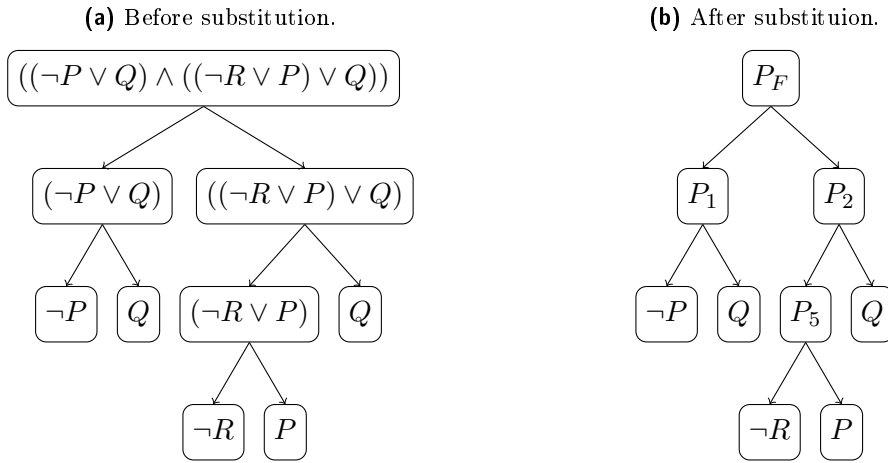 (a) Before substitution.
(b) After substituion.
((¬P ∨ Q) ∧ ((¬R ∨ P) ∨ Q))
P_F
(¬P ∨ Q) ((¬R ∨ P) ∨ Q)
P_1 P_2
¬P Q (¬R ∨ P) Q
¬P Q P_5 Q
¬R P
¬R P